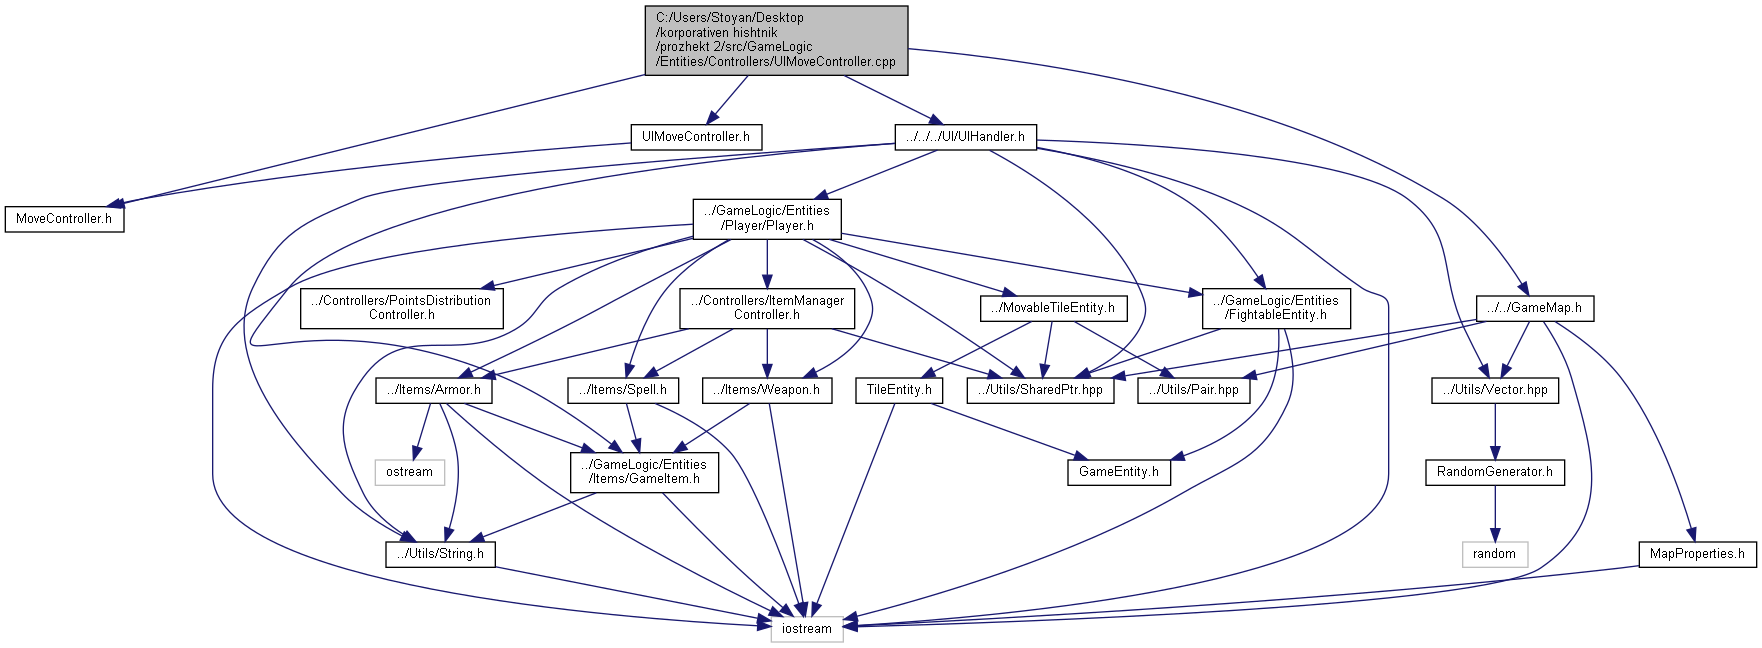 C:/Users/Stoyan/Desktop
/korporativen hishtnik
/prozhekt 2/src/GameLogic
/Entities/Controllers/UIMoveController.cpp
UIMoveController.h
../../../UI/UIHandler.h
MoveController.h
../GameLogic/Entities
/Player/Player.h
../Controllers/PointsDistribution
Controller.h
../Controllers/ItemManager
Controller.h
../MovableTileEntity.h
../GameLogic/Entities
/FightableEntity.h
../../GameMap.h
../Items/Armor.h
../Items/Spell.h
../Items/Weapon.h
TileEntity.h
../Utils/SharedPtr.hpp
../Utils/Pair.hpp
../Utils/Vector.hpp
ostream
../GameLogic/Entities
/Items/GameItem.h
GameEntity.h
RandomGenerator.h
../Utils/String.h
random
MapProperties.h
iostream